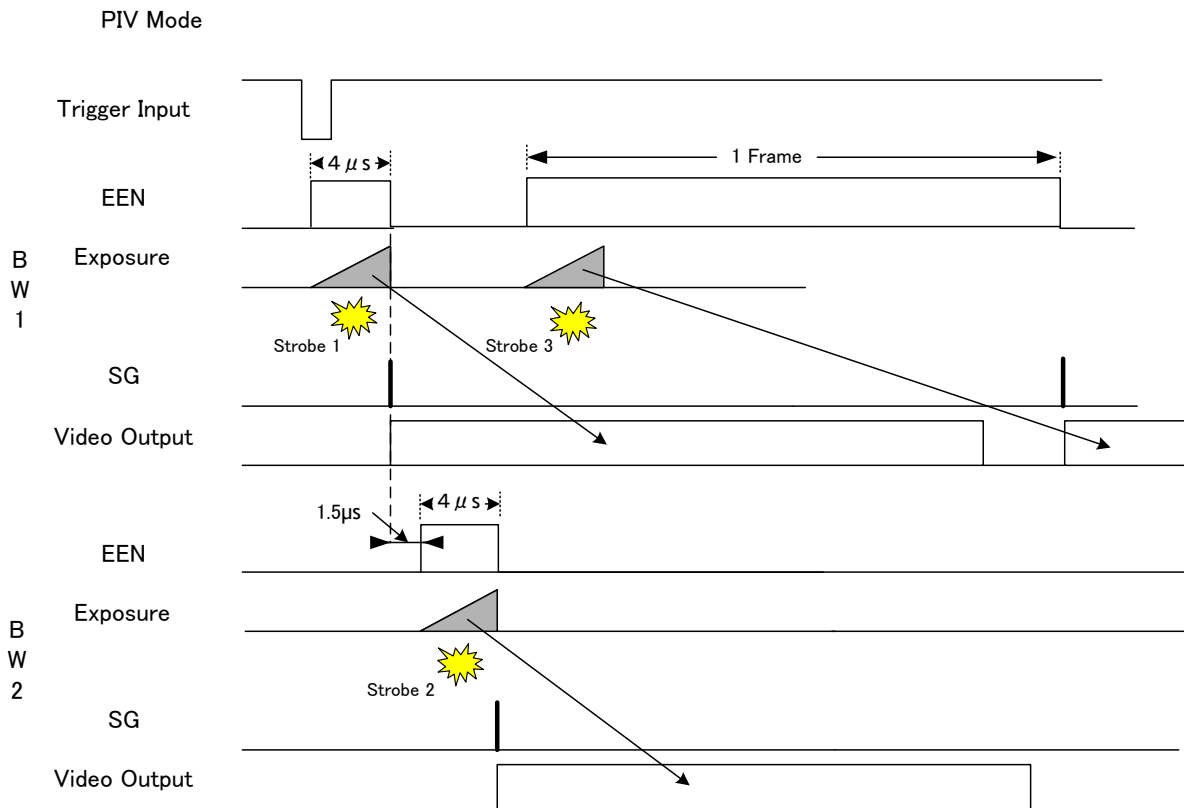 PIV Mode
Trigger Input
4 μs
1 Frame
EEN
B
W
1
Exposure
Strobe 1
Strobe 3
SG
Video Output
4 μs
1.5µs
EEN
B
W
2
Exposure
Strobe 2
SG
Video Output